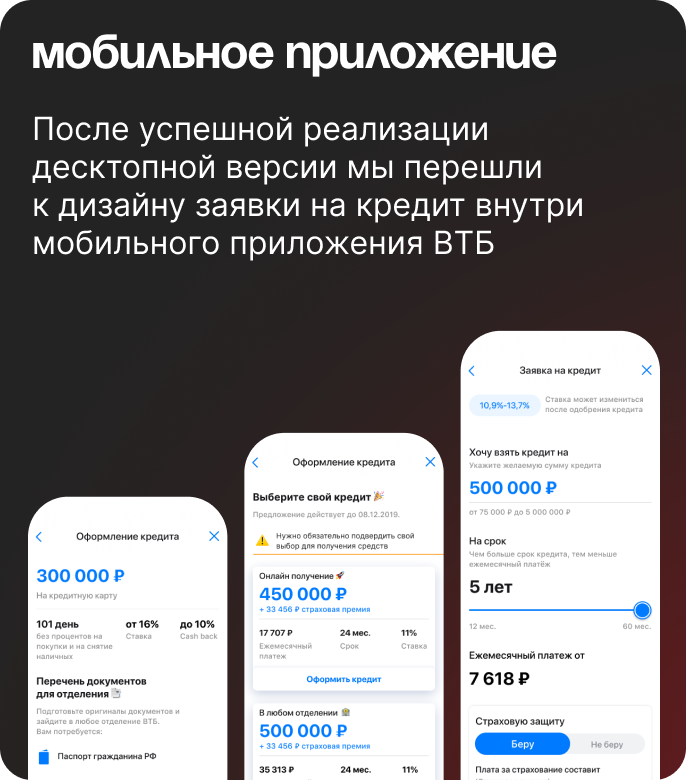 мобильное приложение
После успешной реализации
десктопной версии мы перешли
к дизайну заявки на кредит внутри
мобильного приложения ВТБ
Оформление кредита
300 000 ₽
На кредитную карту
101 день
без процентов на
покупки и на снятие
наличных
от 16%
Ставка
до 10%
Cash back
Перечень документов
для отделения
Подготовьте оригиналы документов и
зайдите в любое отделение ВТБ.
Вам потребуется:
Паспорт гражданина РФ
Оформление кредита
Выберите свой кредит 🎉
Предложение действует до 08.12.2019.
Нужно обязательно подвердить свой
выбор для получения средств
Онлайн получение 🚀
450 000 ₽
+ 33 456 ₽ страховая премия
17 707 ₽
Ежемесячный
платеж
24 мес.
Срок
11%
Ставка
Оформить кредит
В любом отделении 🏦
500 000 ₽
+ 33 456 ₽ страховая премия
35 313 ₽
24 мес.
11%
Заявка на кредит
10,9%-13,7%
Ставка может измениться
после одобрения кредита
Хочу взять кредит на
Укажите желаемую сумму кредита
500 000 ₽
от 75 000 ₽ до 5 000 000 ₽
На срок
Чем больше срок кредита, тем меньше
ежемесячный платёж
5 лет
12 мес.
60 мес.
Ежемесячный платеж от
7 618 ₽
Страховую защиту
Беру
Не беру
Плата за страхование составит